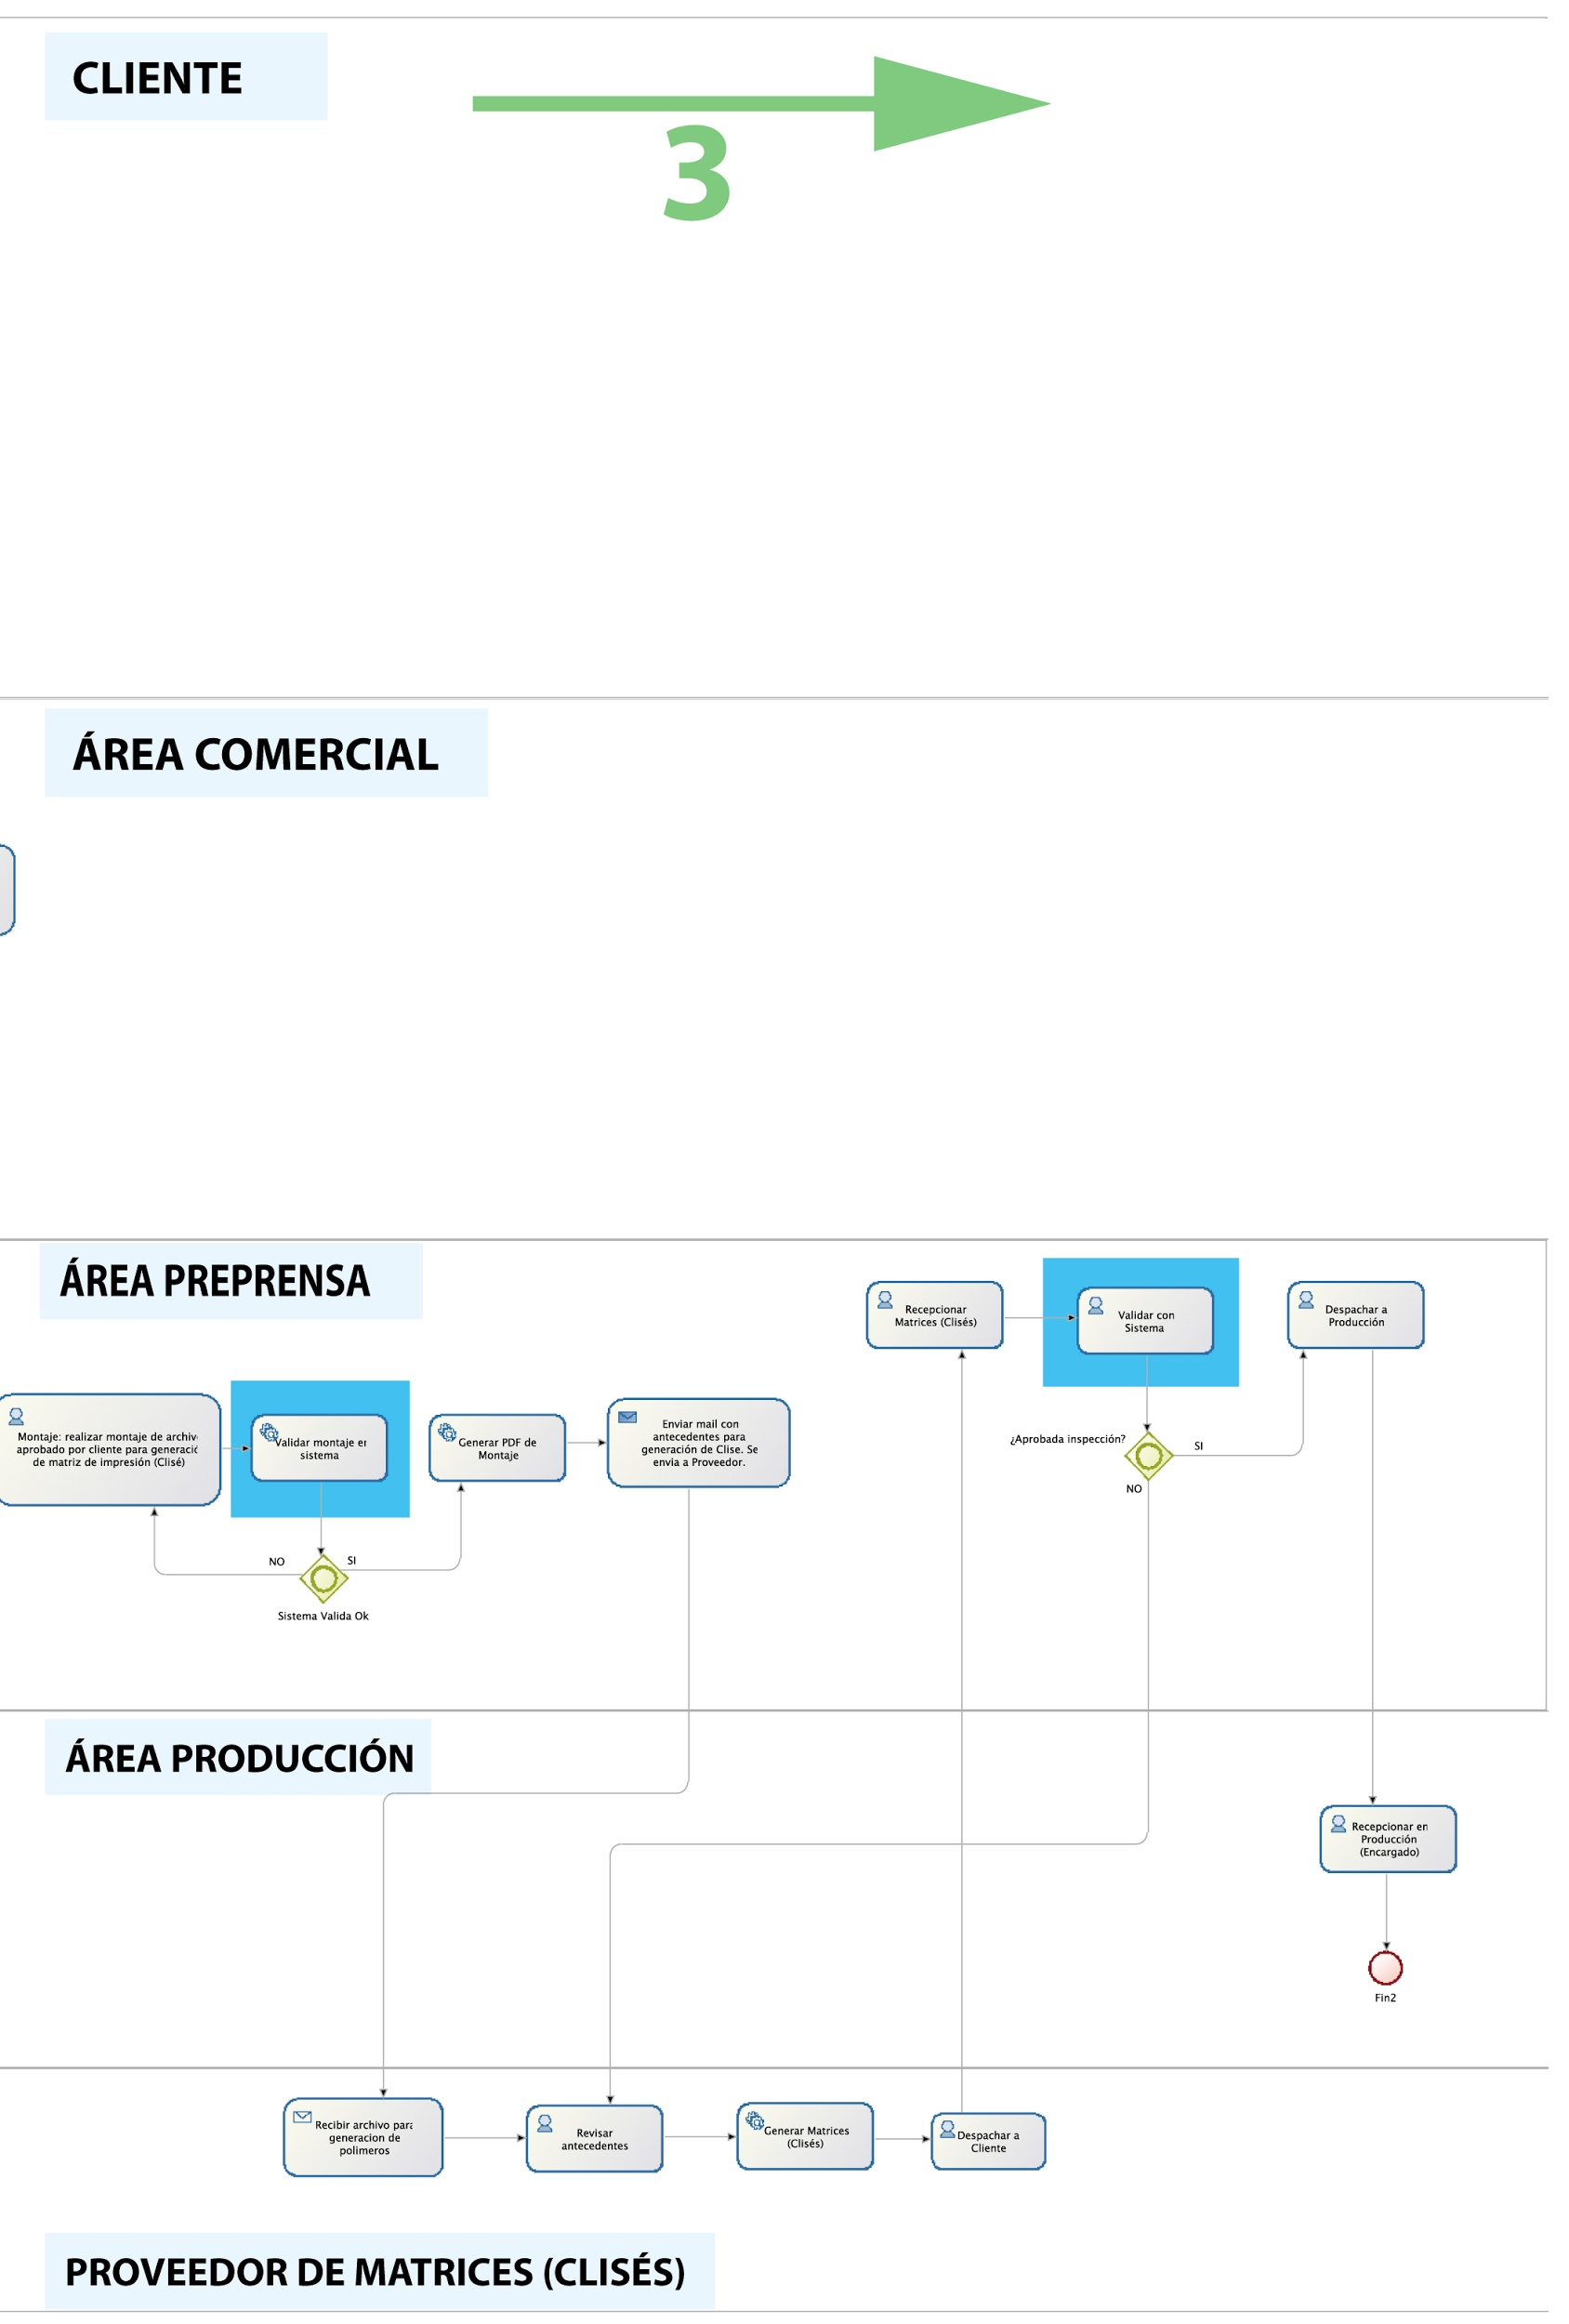 CLIENTE
3
ÁREA COMERCIAL
ÁREA PREPRENSA
Recepcionar
Matrices (Clisés)
Validar con
Sistema
Despachar a
Producción
Montaje: realizar montaje de archiv
aprobado por cliente para generaci
de matriz de impresión (Clisé)
Validar montaje en
sistema
Generar PDF de
Montaje
Enviar mail con
antecedentes para
generación de Clise. Se
envia a Proveedor.
¿Aprobada inspección?
SI
NO
NO
SI
Sistema Valida Ok
ÁREA PRODUCCIÓN
Recepcionar en
Producción
(Encargado)
Fin2
Recibir archivo para
generacion de
polimeros
Revisar
antecedentes
Generar Matrices
(Clisés)
Despachar a
Cliente
PROVEEDOR DE MATRICES (CLISÉS)